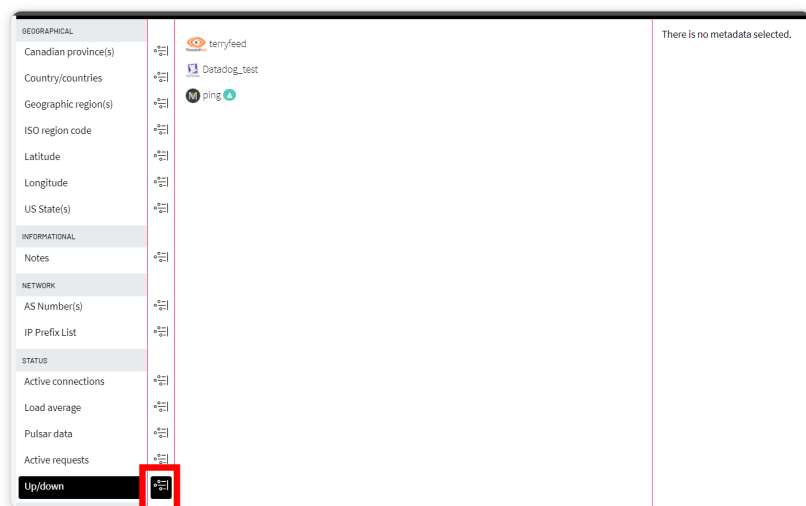 GEOGRAPHICAL
Canadian province(s)
Country/countries
Geographic region(s)
ISO region code
Latitude
Longitude
US State(s)
INFORMATIONAL
Notes
NETWORK
AS Number(s)
IP Prefix List
STATUS
Active connections
Load average
Pulsar data
Active requests
Up/down
terryfeed
Datadog_test
M ping
There is no metadata selected.